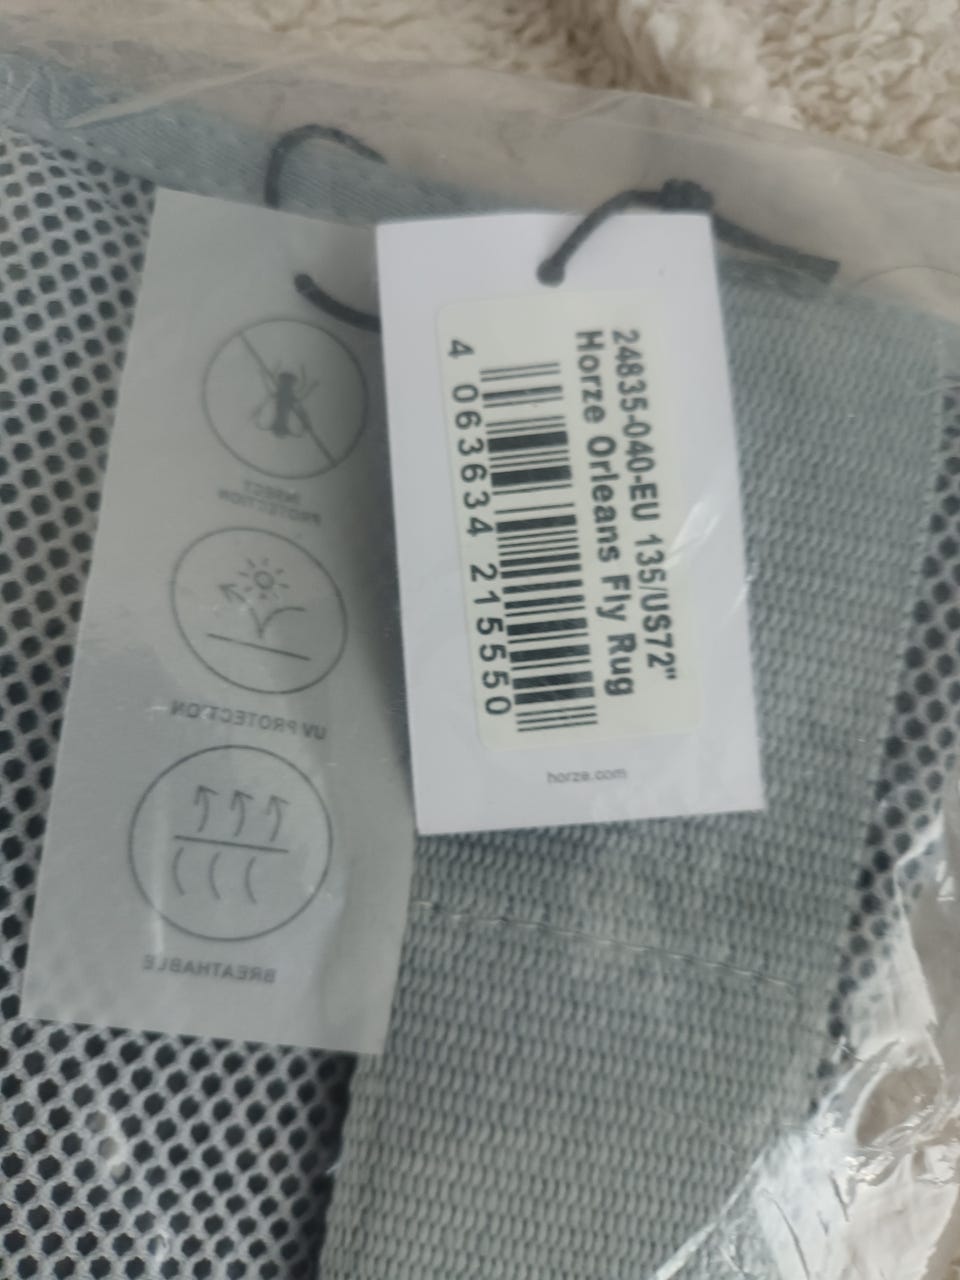 24835-040-EU 135/US72"
Horze Orleans Fly Rug
4 063634 215550
horze.com
INSECT
PROTECTION
UV PROTECTION
BREATHABLE